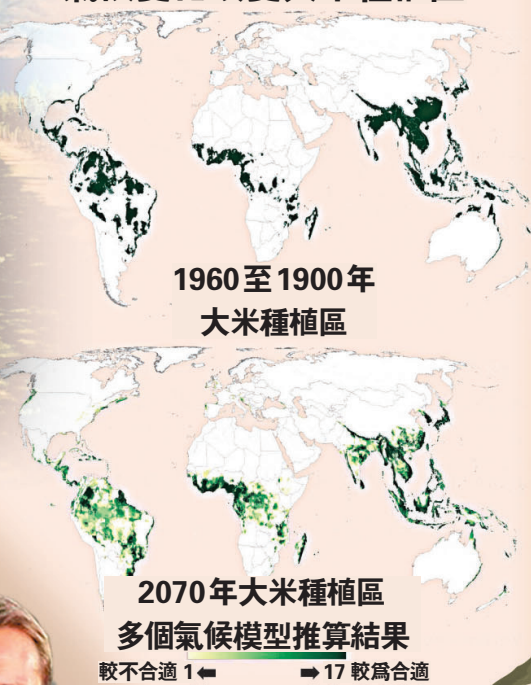 1960至1900年
大米種植區
2070年大米種植區
多個氣候模型推算結果
較不合適 1⬅ ➡17 較爲合適